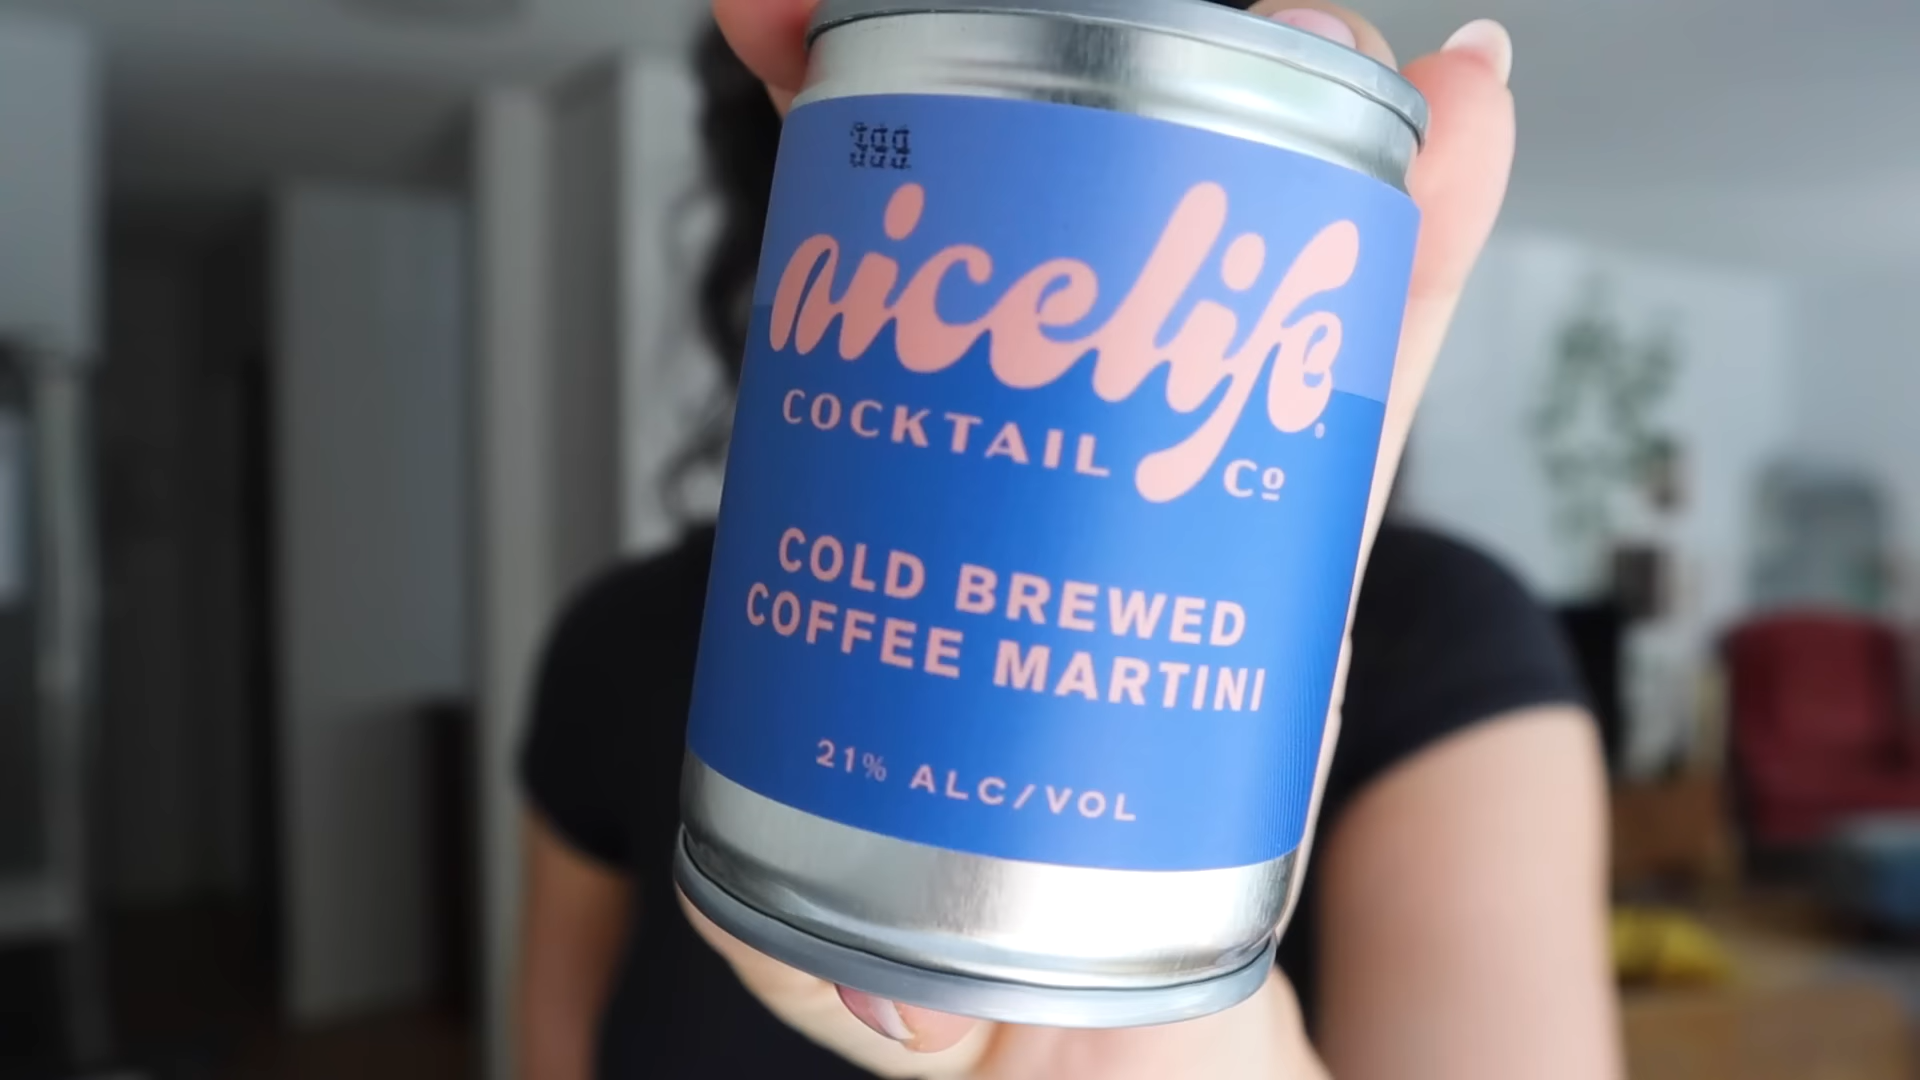 nicelife
COCKTAIL Cº
COLD BREWED
COFFEE MARTINI
21% ALC/VOL